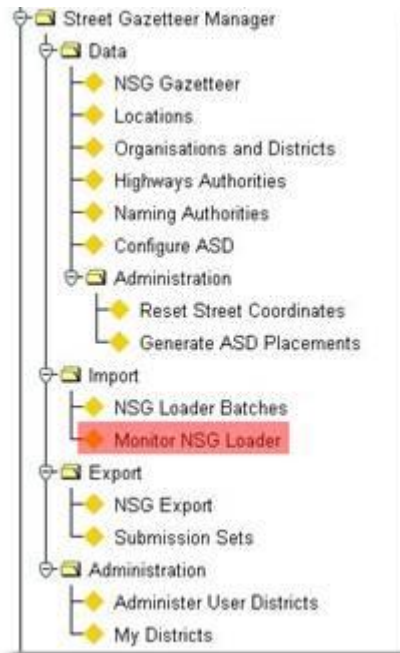 Street Gazetteer Manager
Data
NSG Gazetteer
Locations
Organisations and Districts
Highways Authorities
Naming Authorities
Configure ASD
Administration
Reset Street Coordinates
Generate ASD Placements
Import
NSG Loader Batches
Monitor NSG Loader
Export
NSG Export
Submission Sets
Administration
Administer User Districts
My Districts